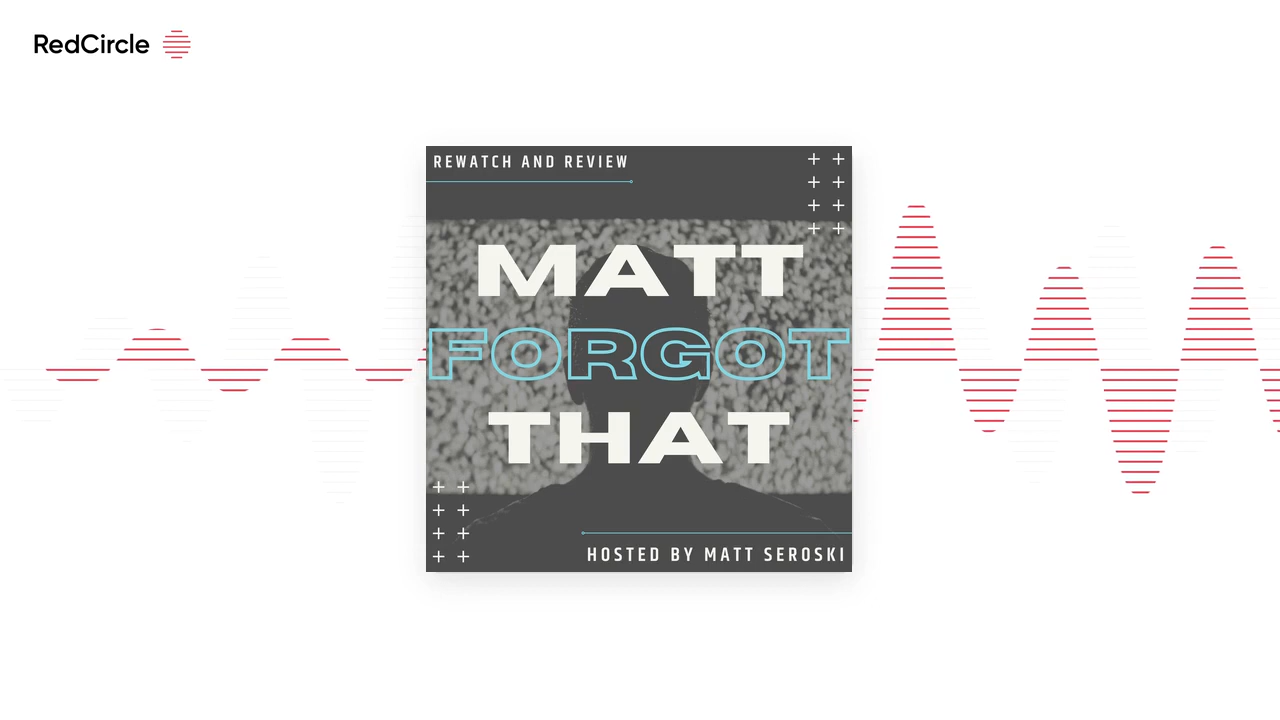 RedCircle
REWATCH AND REVIEW
MATT
FORGOT
THAT
HOSTED BY MATT SEROSKI